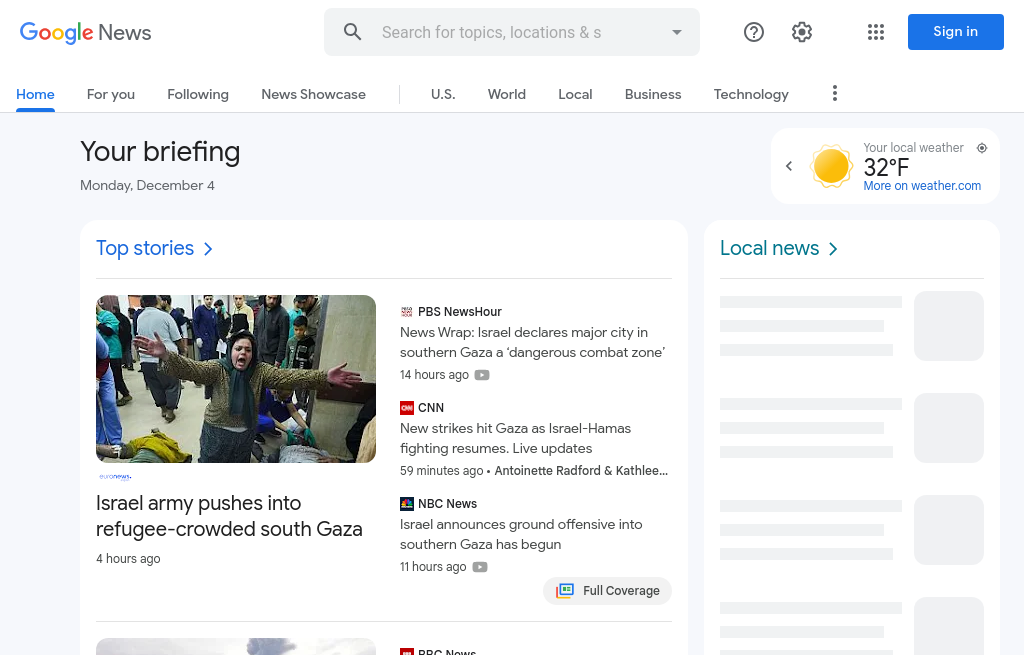 Google News
Search for topics, locations & s
Sign in
Home
For you
Following
News Showcase
U.S.
World
Local
Business
Technology
Your briefing
Monday, December 4
Your local weather
32°F
More on weather.com
Top stories
Local news
euronews.
Israel army pushes into
refugee-crowded south Gaza
4 hours ago
PBS NewsHour
News Wrap: Israel declares major city in
southern Gaza a ‘dangerous combat zone’
14 hours ago
CNN
New strikes hit Gaza as Israel-Hamas
fighting resumes. Live updates
59 minutes ago • Antoinette Radford & Kathlee...
NBC News
Israel announces ground offensive into
southern Gaza has begun
11 hours ago
Full Coverage
BBC News